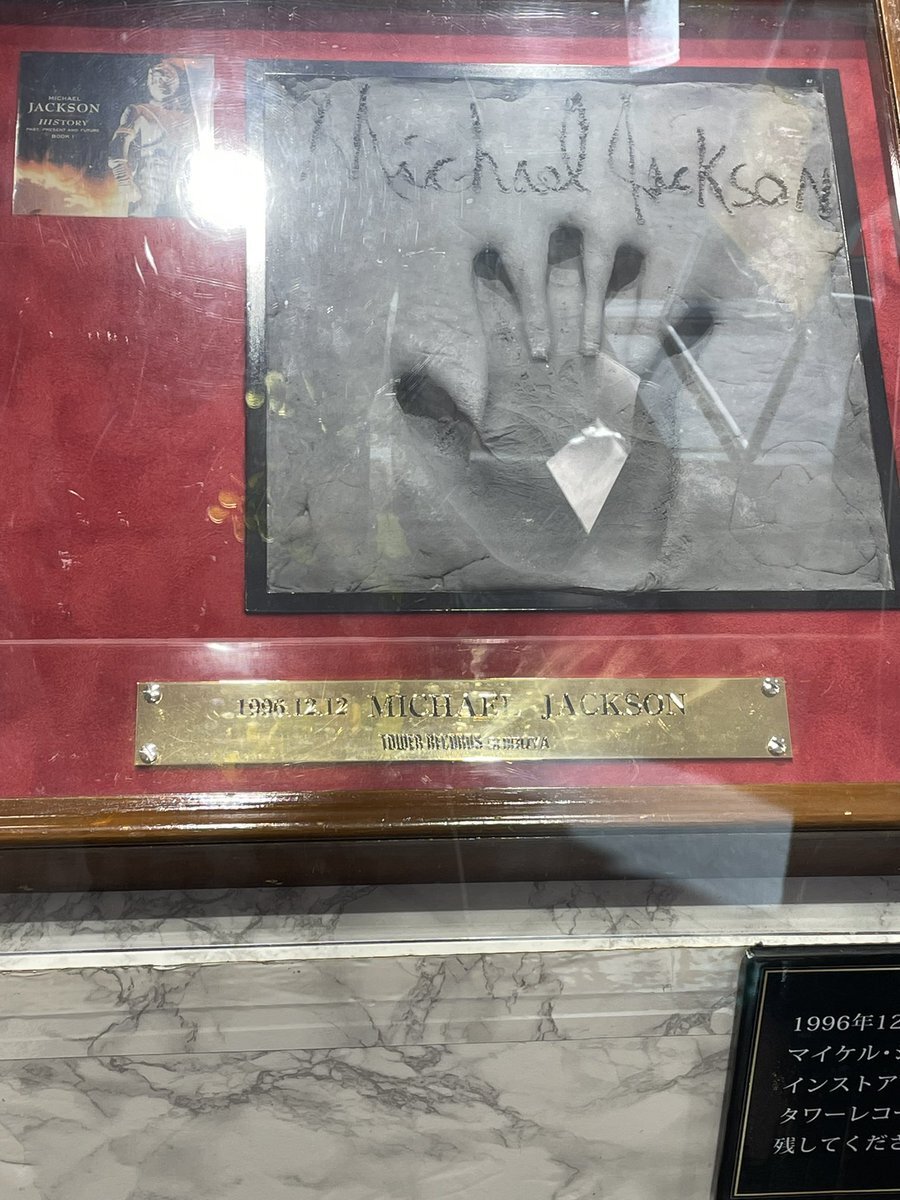 MICHAEL
JACKSON
HISTORY
PAST, PRESENT AND FUTURE
BOOK I
Michael Jackson
1996.12.12 MICHAEL JACKSON
TOWER RECORDS SHIBUYA
1996年12
マイケル・
インストア
タワーレコー
残してくださ